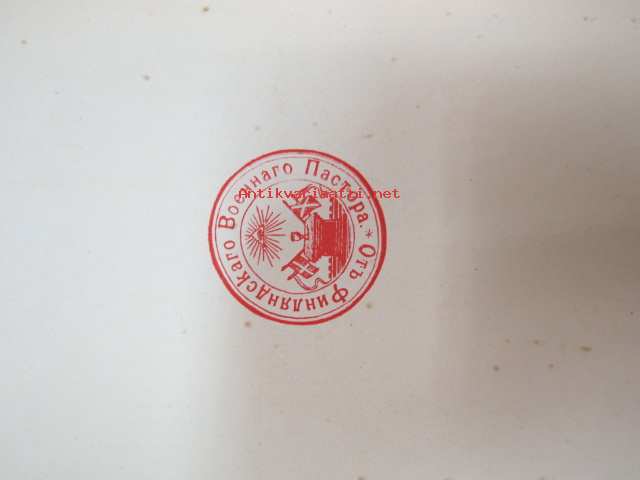 Отъ Финляндскаго Военнаго Пастора. *
Antikvariaatti.net